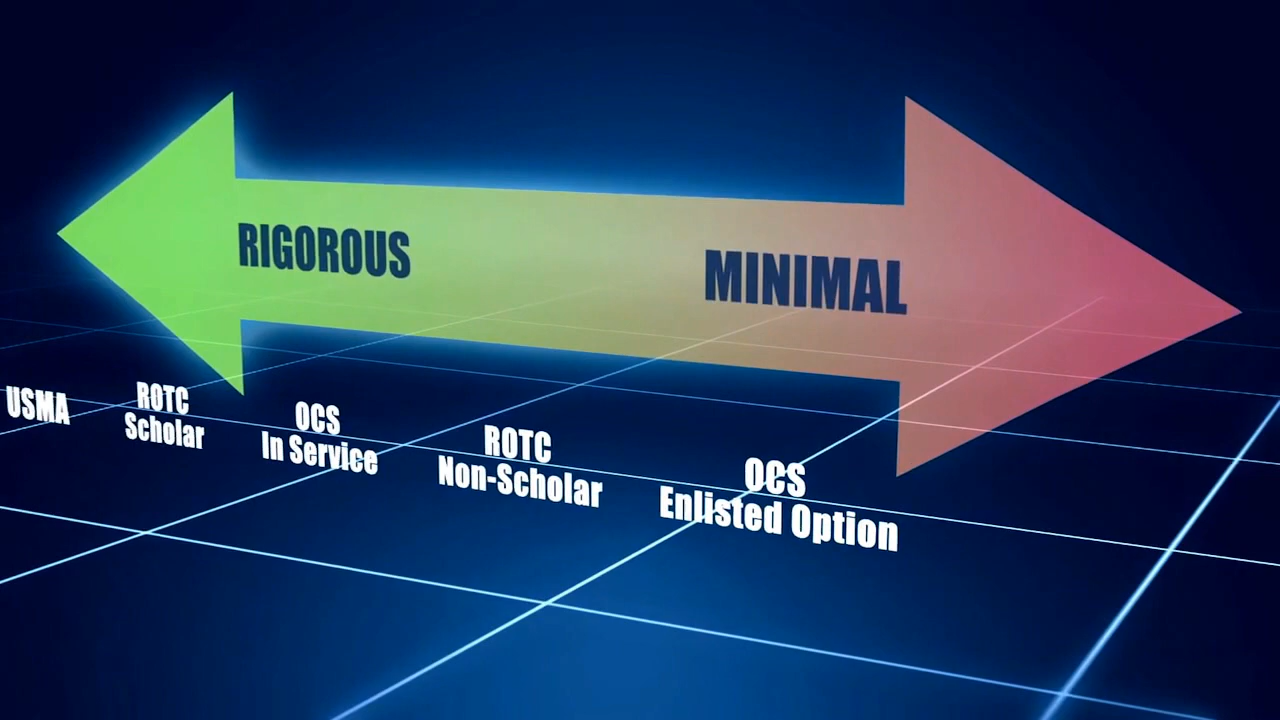 RIGOROUS
MINIMAL
USMA
ROTC
Scholar
OCS
In Service
ROTC
Non-Scholar
OCS
Enlisted Option